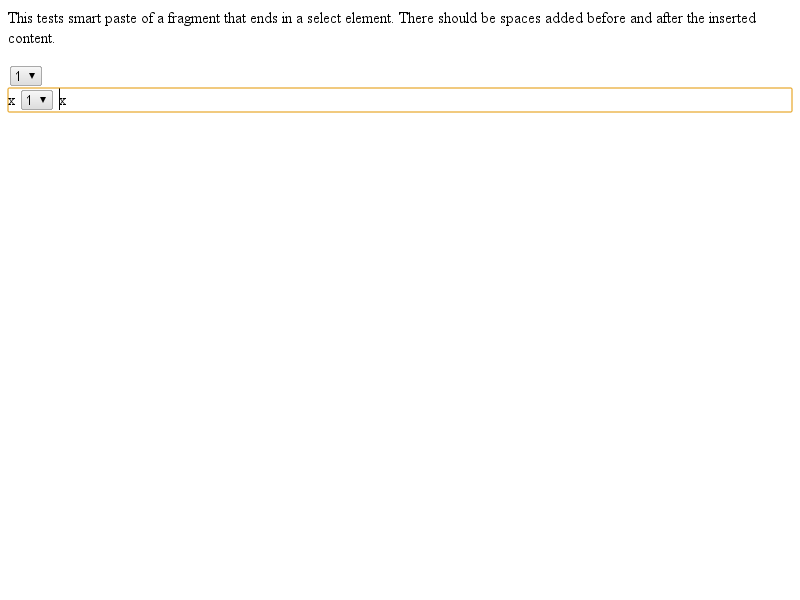 This tests smart paste of a fragment that ends in a select element. There should be spaces added before and after the inserted
content.
1
x 1 x